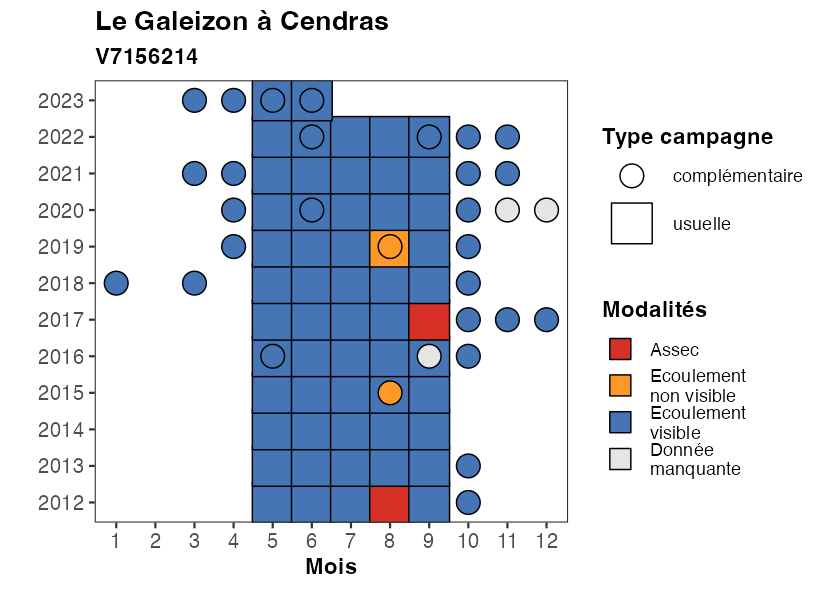 Le Galeizon à Cendras
V7156214
2023
2022
2021
2020
2019
2018
2017
2016
2015
2014
2013
2012
1 2 3 4 5 6 7 8 9 10 11 12
Mois
Type campagne
complémentaire
usuelle
Modalités
Assec
Ecoulement
non visible
Ecoulement
visible
Donnée
manquante